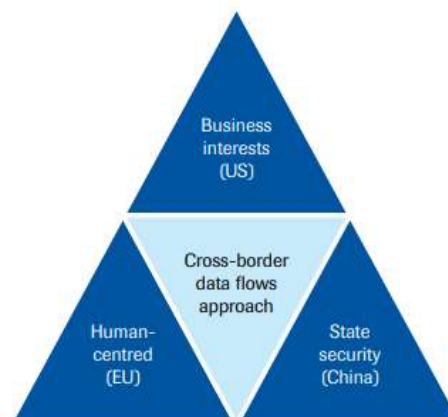 Business
interests
(US)
Cross-border
data flows
approach
Human-
centred
(EU)
State
security
(China)